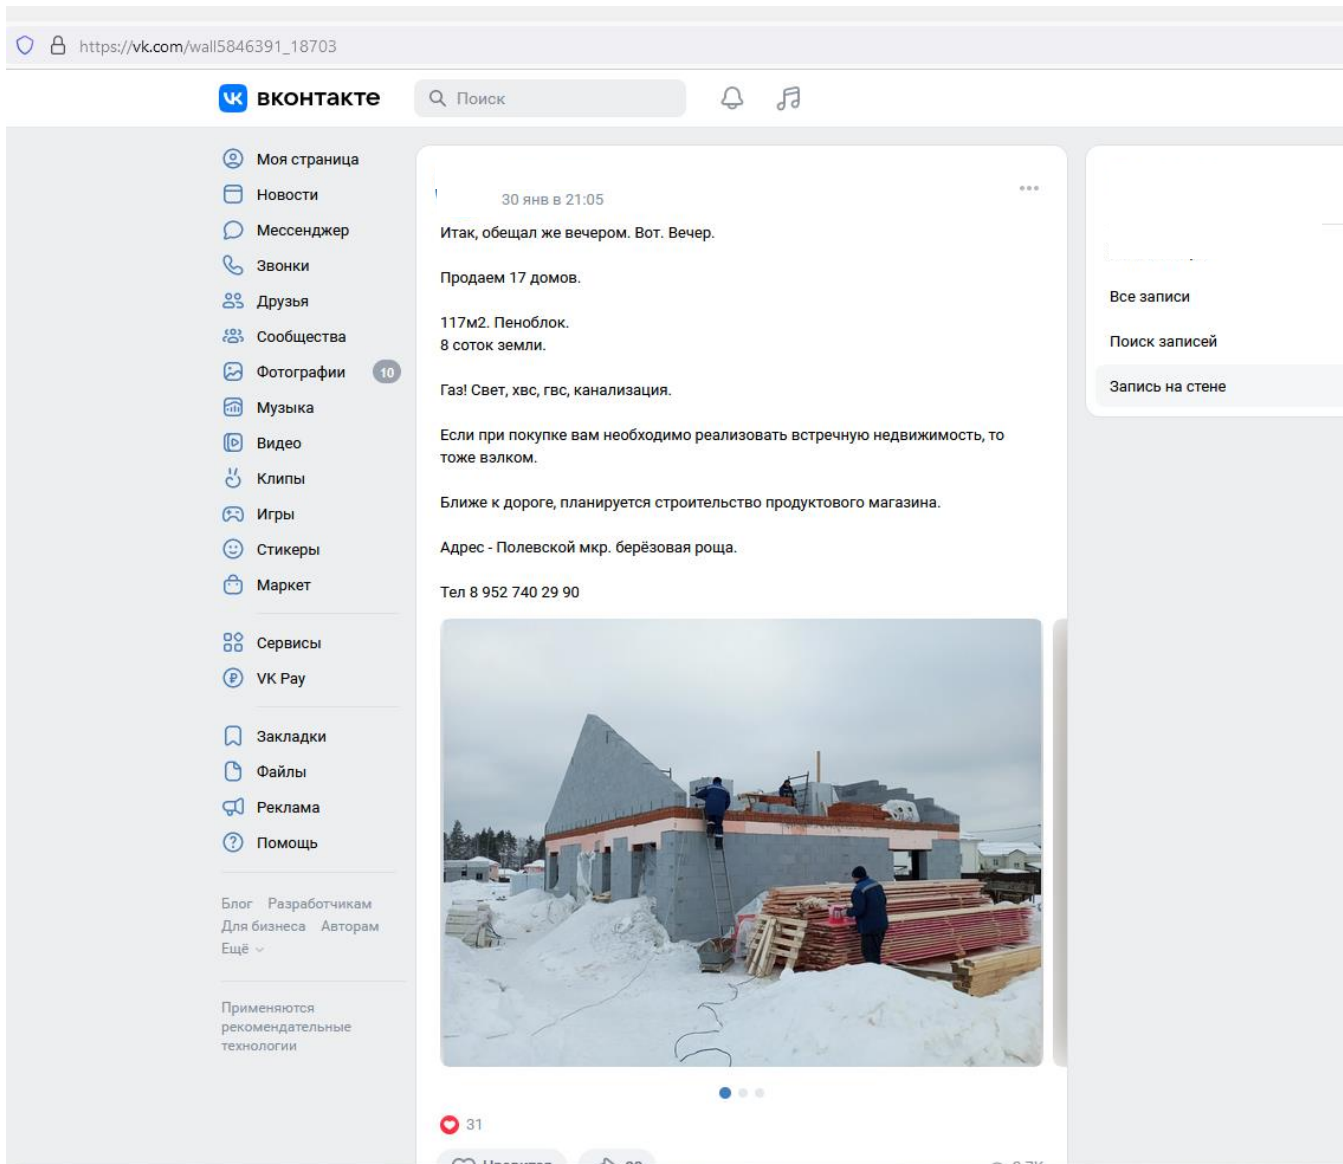 https://vk.com/wall5846391_18703
вконтакте
Поиск
Моя страница
Новости
Мессенджер
Звонки
Друзья
Сообщества
Фотографии 10
Музыка
Видео
Клипы
Игры
Стикеры
Маркет
Сервисы
VK Pay
Закладки
Файлы
Реклама
Помощь
Блог Разработчикам
Для бизнеса Авторам
Ещё
Применяются
рекомендательные
технологии
30 янв в 21:05
Итак, обещал же вечером. Вот. Вечер.
Продаем 17 домов.
117м2. Пеноблок.
8 соток земли.
Газ! Свет, хвс, гвс, канализация.
Если при покупке вам необходимо реализовать встречную недвижимость, то
тоже вэлком.
Ближе к дороге, планируется строительство продуктового магазина.
Адрес - Полевской мкр. берёзовая роща.
Тел 8 952 740 29 90
31
Нравится
Все записи
Поиск записей
Запись на стене